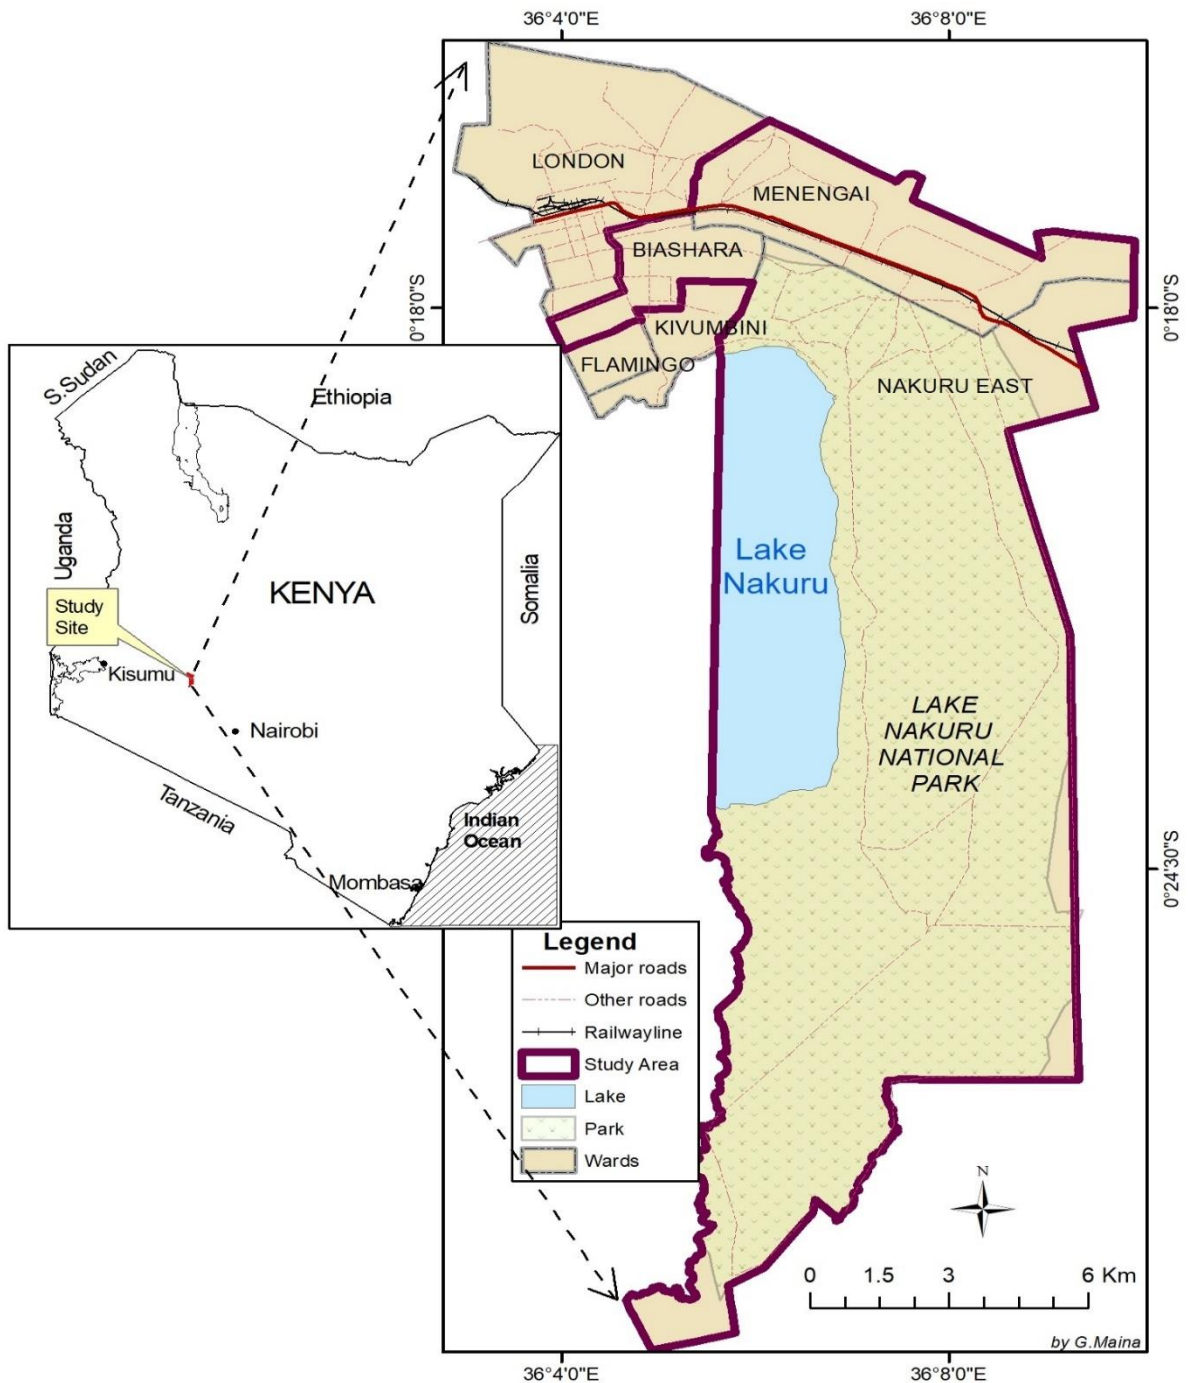 36°4'0"E
36°8'0"E
LONDON
MENENGAI
BIASHARA
0°18'0"S
0°18'0"S
KIVUMBINI
FLAMINGO
NAKURU EAST
S.Sudan
Ethiopia
Uganda
KENYA
Somalia
Study
Site
Kisumu
Nairobi
Tanzania
Indian
Ocean
Mombasa
Lake
Nakuru
LAKE
NAKURU
NATIONAL
PARK
0°24'30"S
Legend
Major roads
Other roads
Railwayline
Study Area
Lake
Park
Wards
N
0 1.5 3 6 Km
by G.Maina
36°4'0"E
36°8'0"E